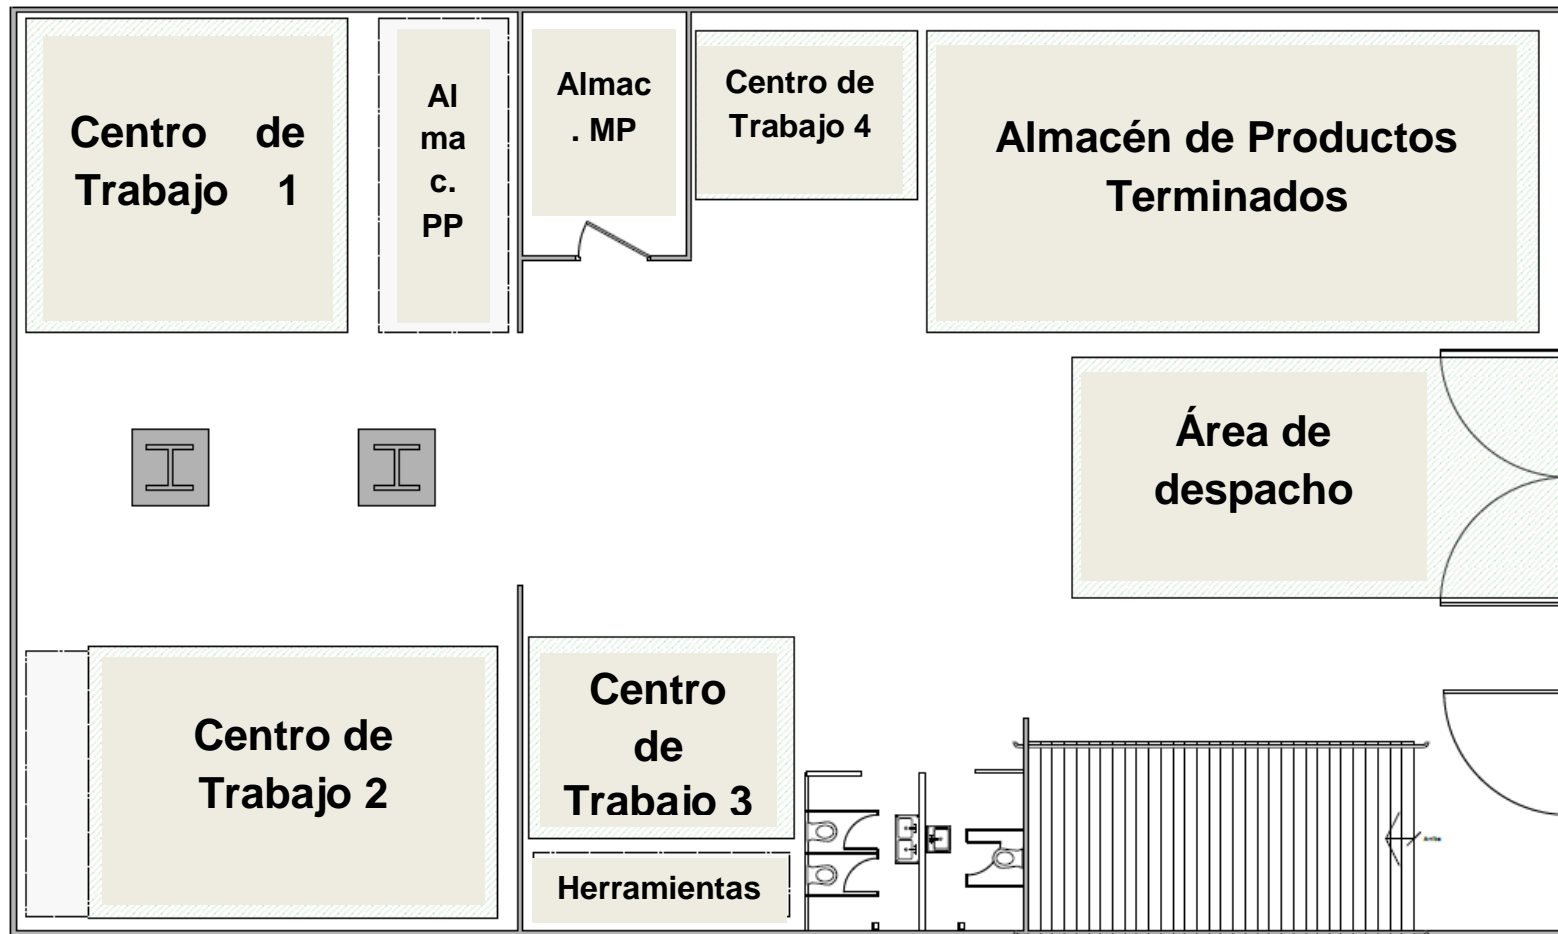 Centro de
Trabajo 1
Al
ma
c.
PP
Almac
. MP
Centro de
Trabajo 4
Almacén de Productos
Terminados
Área de
despacho
Centro de
Trabajo 2
Centro
de
Trabajo 3
Herramientas